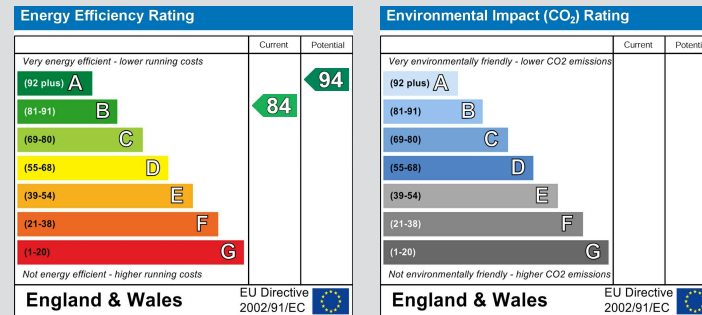 Energy Efficiency Rating
Current Potential
Very energy efficient - lower running costs
(92 plus) A
(81-91) B
(69-80) C
(55-68) D
(39-54) E
(21-38) F
(1-20) G
84
94
Not energy efficient - higher running costs
England & Wales
EU Directive
2002/91/EC
Environmental Impact (CO2) Rating
Current Potenti
Very environmentally friendly - lower CO2 emissions
(92 plus) A
(81-91) B
(69-80) C
(55-68) D
(39-54) E
(21-38) F
(1-20) G
Not environmentally friendly - higher CO2 emissions
England & Wales
EU Directive
2002/91/EC